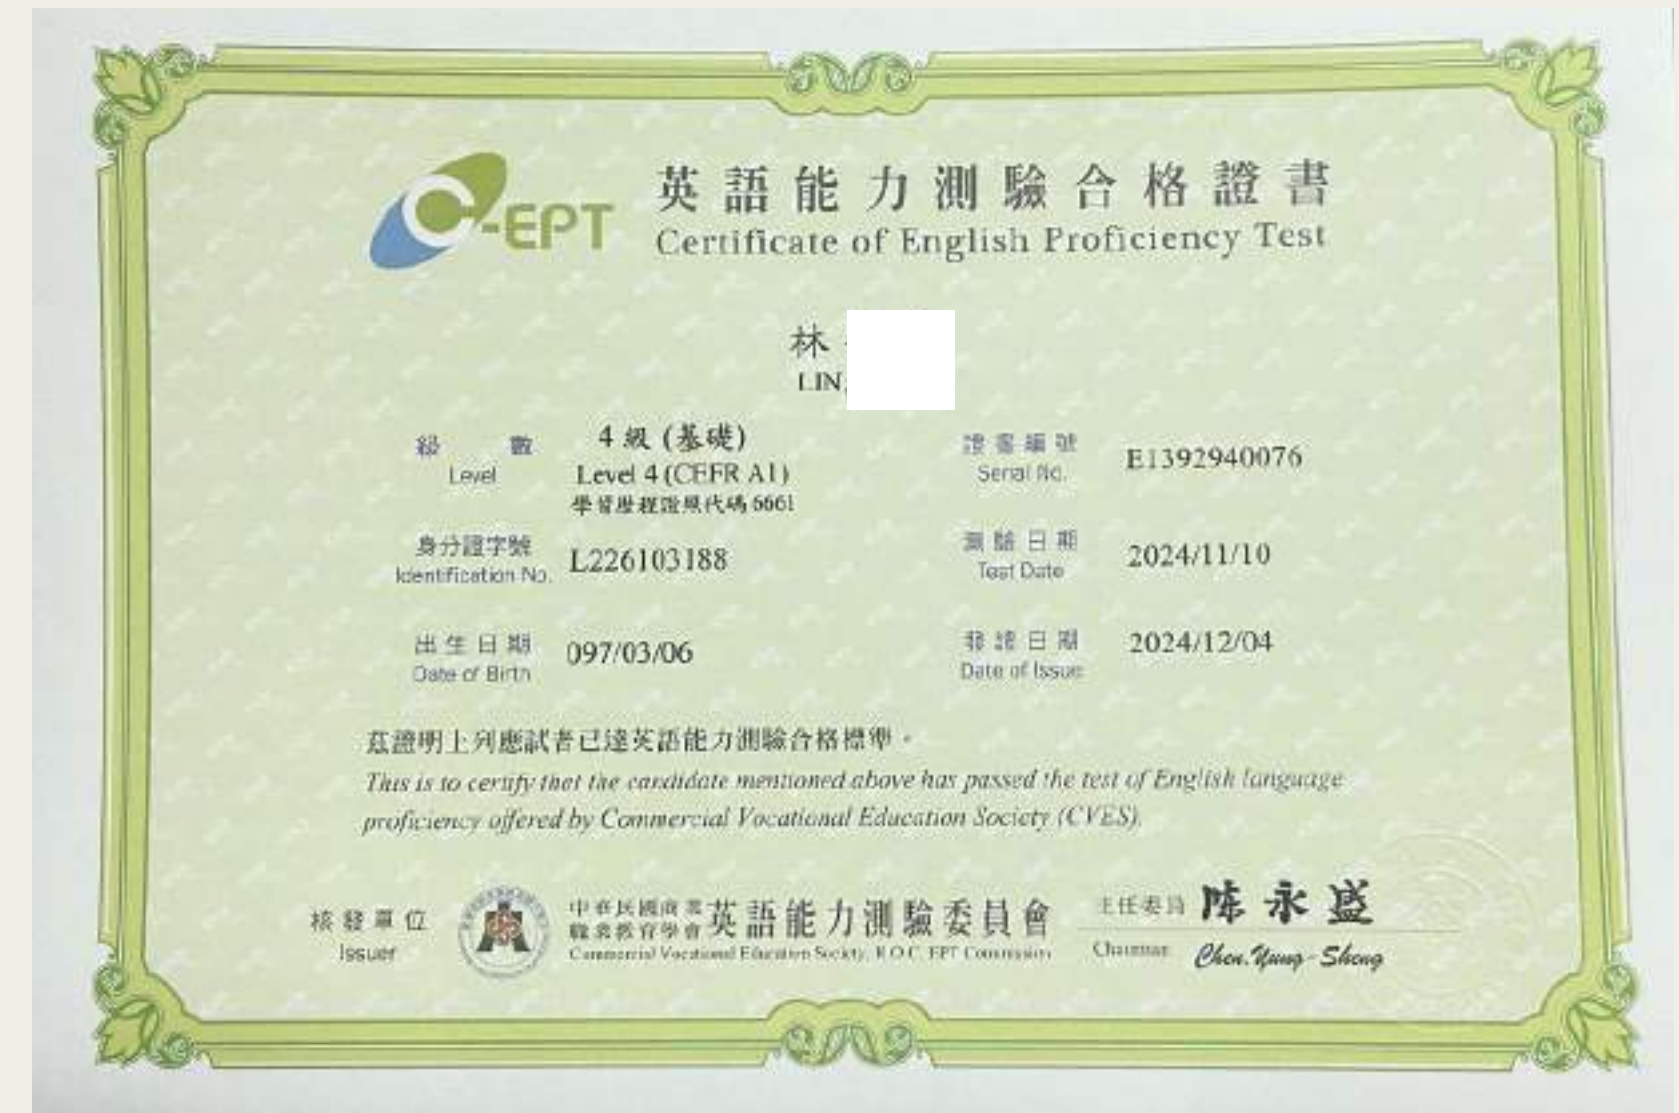 C-EPT
英語能力測驗合格證書
Certificate of English Proficiency Test
林
LIN
級數 4 級 (基礎)
Level Level 4 (CEFR A1)
學習歷程證照代碼 6661
證書編號 E1392940076
Serial No.
身分證字號 L226103188
Identification No.
測驗日期 2024/11/10
Test Date
出生日期 097/03/06
Date of Birth
發證日期 2024/12/04
Date of Issue
茲證明上列應試者已達英語能力測驗合格標準。
This is to certify that the candidate mentioned above has passed the test of English language
proficiency offered by Commercial Vocational Education Society (CVES).
核發單位
Issuer
中華民國商業
職業教育學會 英語能力測驗委員會
Commercial Vocational Education Society, R.O.C. EPT Commission
主任委員 陳永盛
Chairman Chen, Yung-Sheng